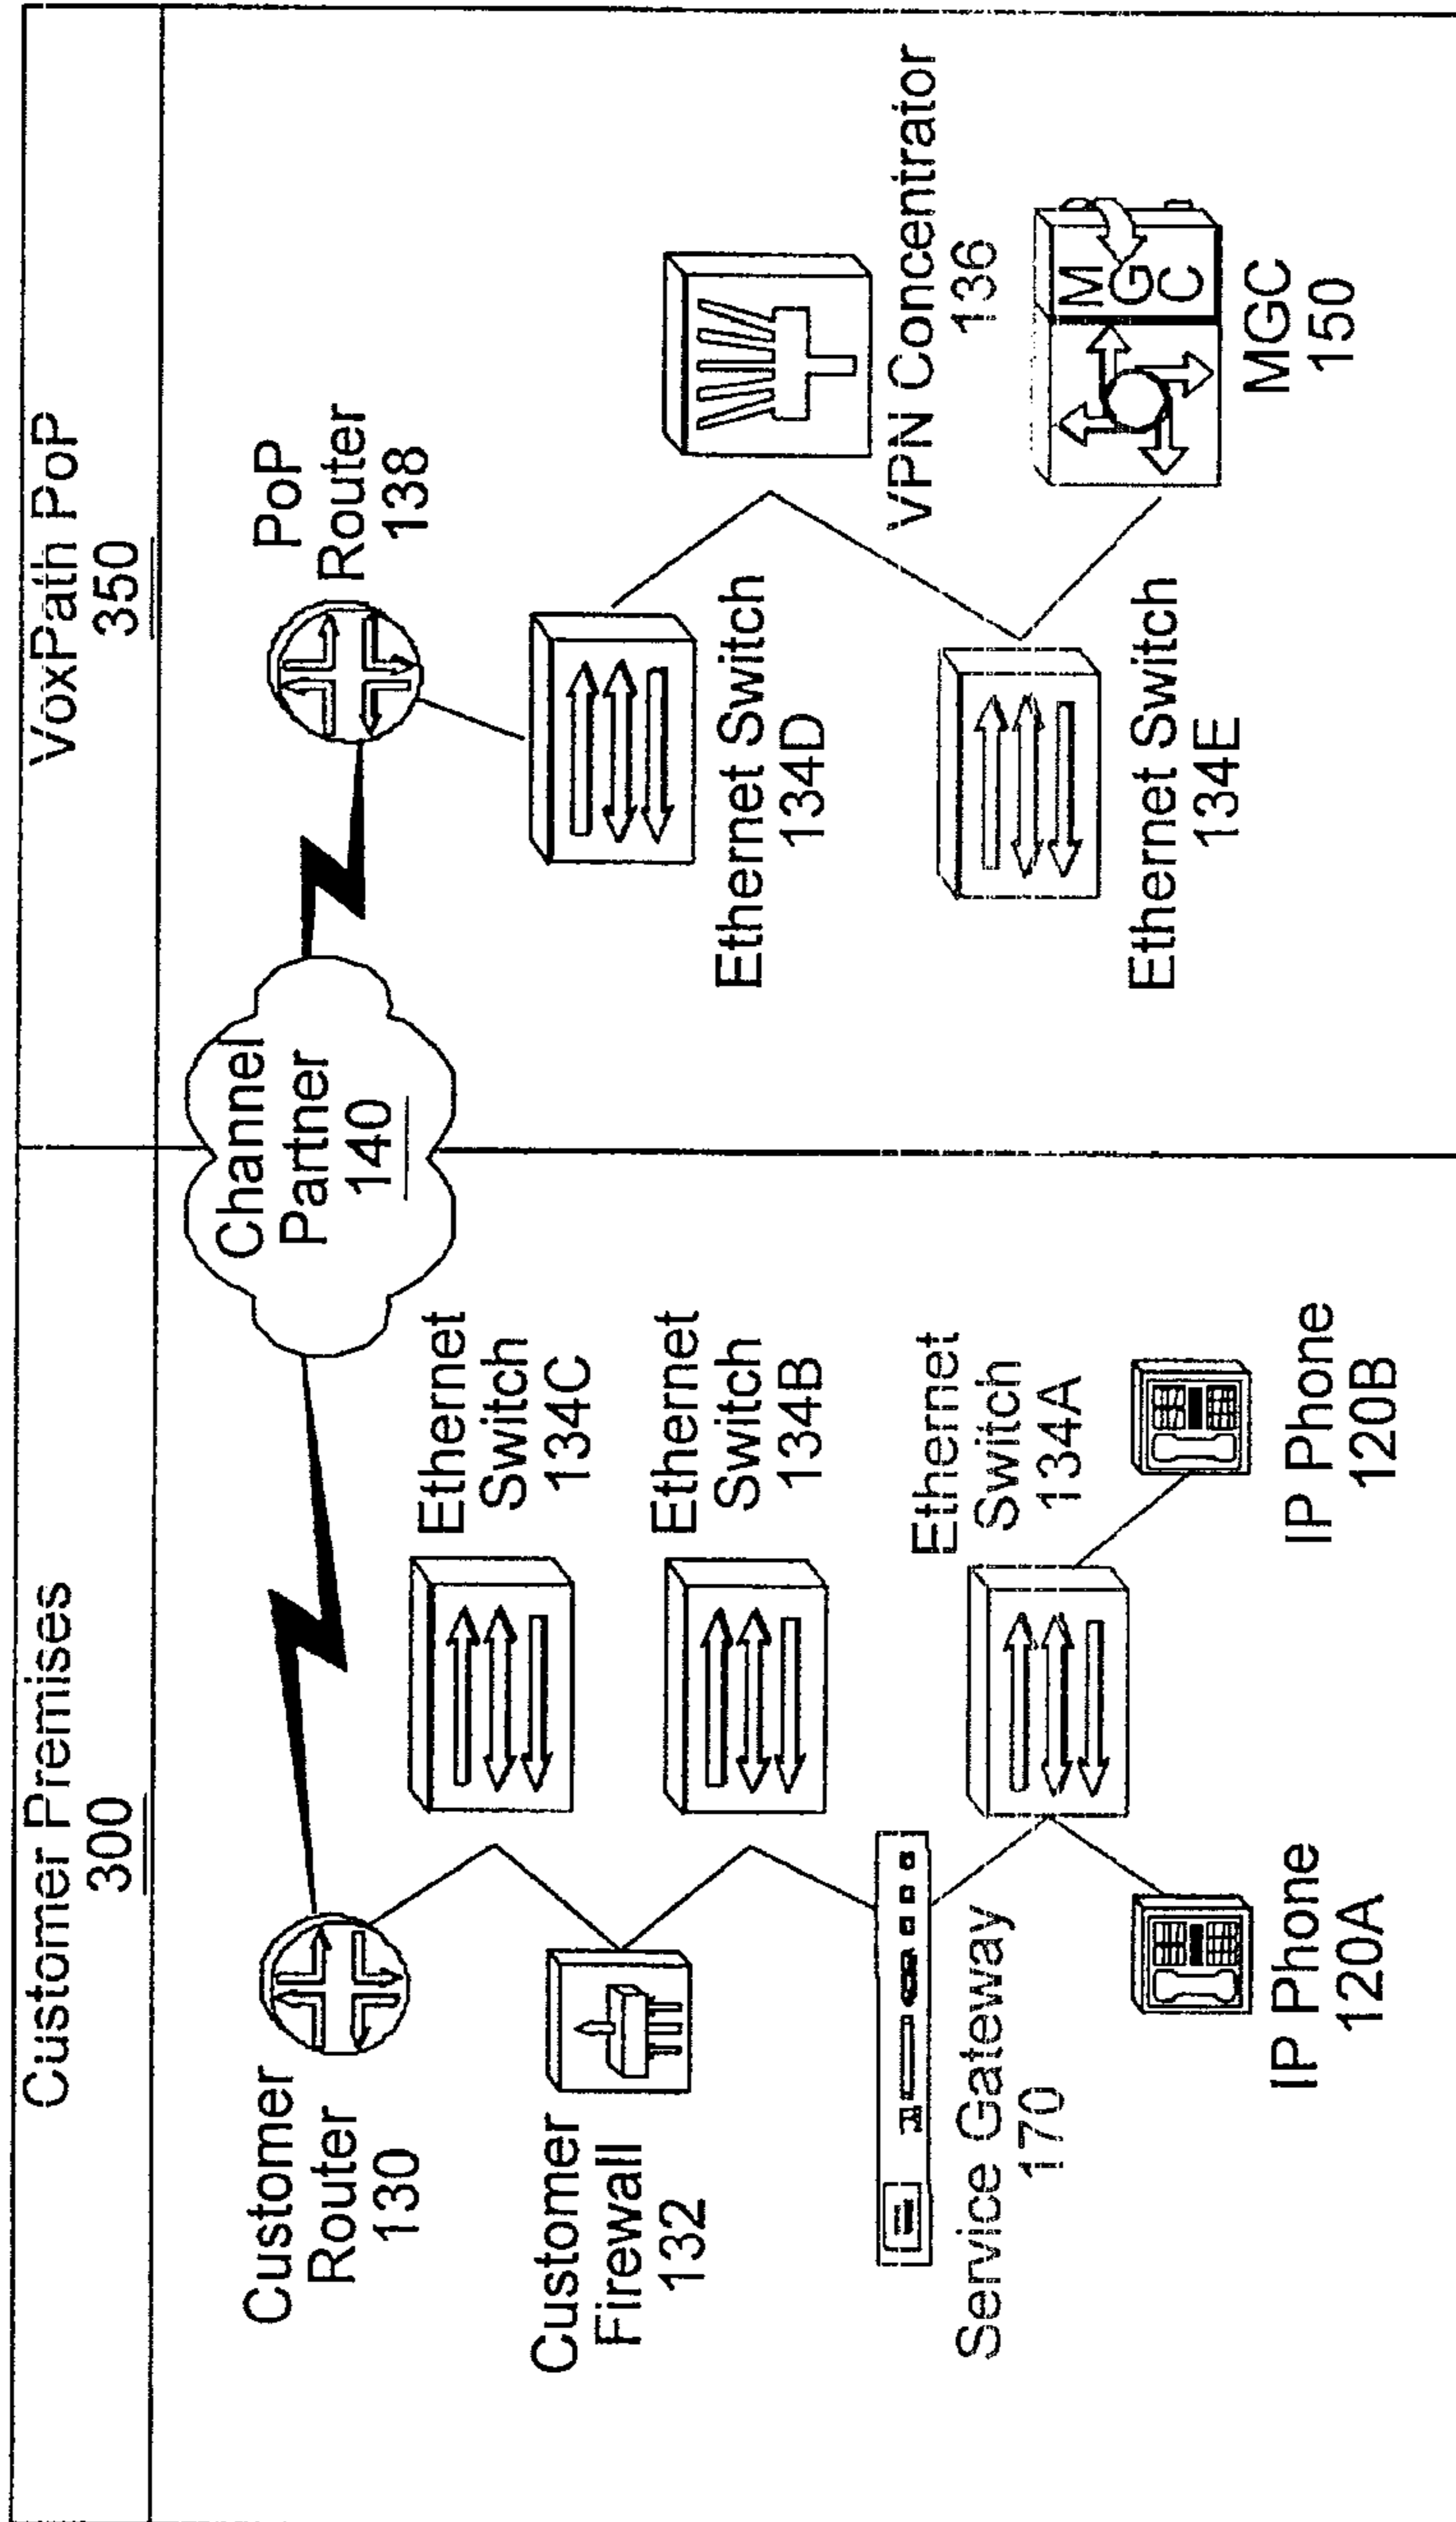 Customer Premises
300
VoxPath PoP
350
Customer
Router
130
Channel
Partner
140
PoP
Router
138
Ethernet
Switch
134C
Customer
Firewall
132
Ethernet
Switch
134B
Ethernet Switch
134D
VPN Concentrator
136
Service Gateway
170
Ethernet
Switch
134A
Ethernet Switch
134E
M
G
C
MGC
150
IP Phone
120A
IP Phone
120B